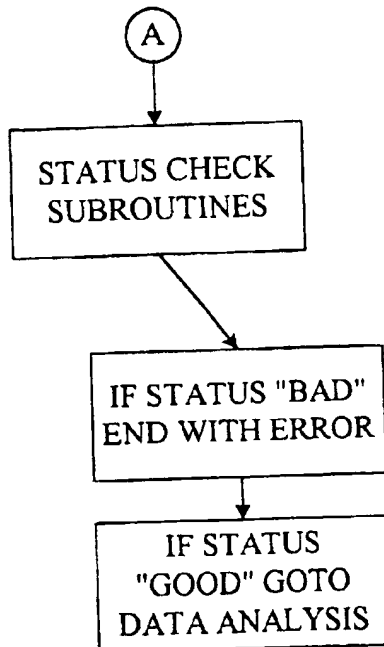 A
STATUS CHECK
SUBROUTINES
IF STATUS "BAD"
END WITH ERROR
IF STATUS
"GOOD" GOTO
DATA ANALYSIS